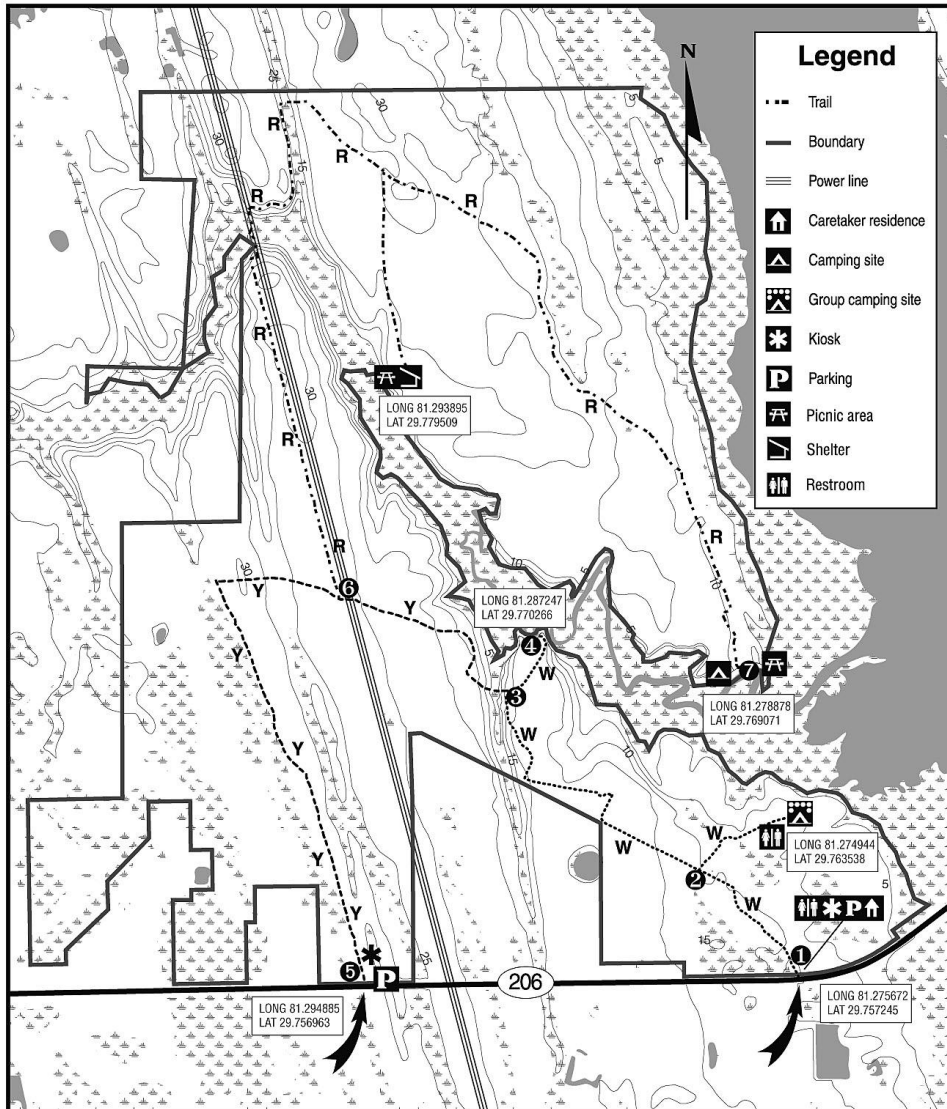 Legend
N
Trail
Boundary
Power line
Caretaker residence
Camping site
Group camping site
Kiosk
P Parking
Picnic area
Shelter
Restroom
25
30
5
30
R
15
R
5
R
R
R
30
LONG 81.293895
LAT 29.779509
R
R
R
R
10
10
5
30
Y
6
Y
LONG 81.287247
LAT 29.770266
4
5
W
Y
3
7
LONG 81.278878
LAT 29.769071
W
15
10
Y
W
W
LONG 81.274944
LAT 29.763538
2
Y
W
5
Y
15
1
P
5
P
25
206
LONG 81.294885
LAT 29.756963
LONG 81.275672
LAT 29.757245